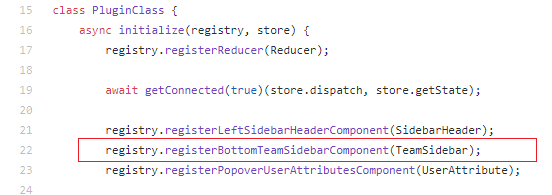 15 class PluginClass {
16 async initialize(registry, store) {
17 registry.registerReducer(Reducer);
18
19 await getConnected(true)(store.dispatch, store.getState);
20
21 registry.registerLeftSidebarHeaderComponent(SidebarHeader);
22 registry.registerBottomTeamSidebarComponent(TeamSidebar);
23 registry.registerPopoverUserAttributesComponent(UserAttribute);
24